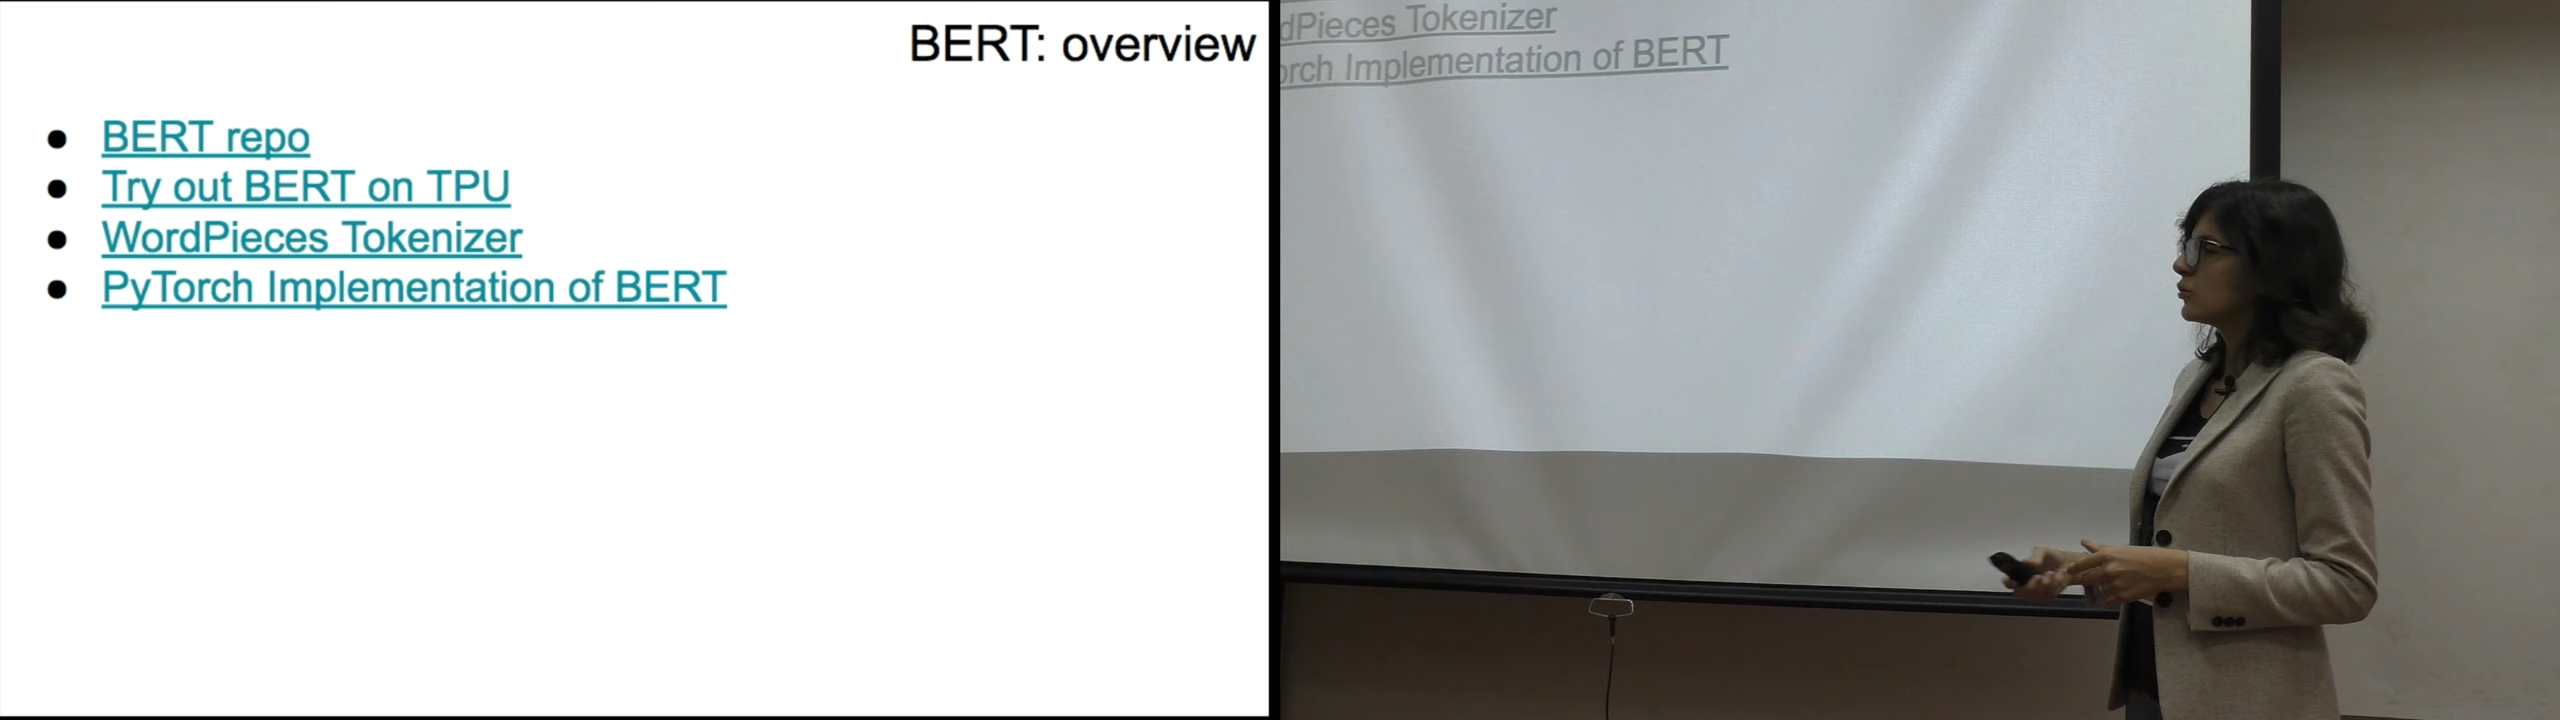 BERT: overview
BERT repo
Try out BERT on TPU
WordPieces Tokenizer
PyTorch Implementation of BERT
dPieces Tokenizer
orch Implementation of BERT